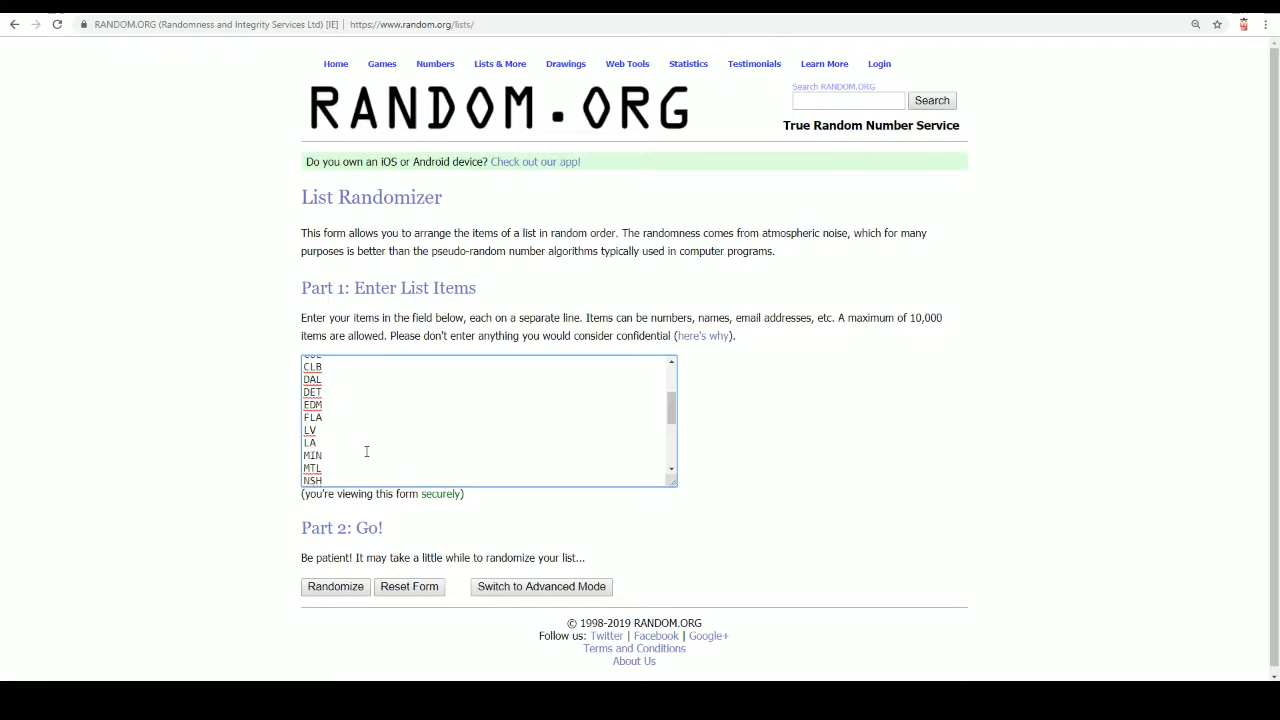 RANDOM.ORG (Randomness and Integrity Services Ltd) [IE] | https://www.random.org/lists/
Home Games Numbers Lists & More Drawings Web Tools Statistics Testimonials Learn More Login
RANDOM.ORG
Search RANDOM.ORG
Search
True Random Number Service
Do you own an iOS or Android device? Check out our app!
List Randomizer
This form allows you to arrange the items of a list in random order. The randomness comes from atmospheric noise, which for many
purposes is better than the pseudo-random number algorithms typically used in computer programs.
Part 1: Enter List Items
Enter your items in the field below, each on a separate line. Items can be numbers, names, email addresses, etc. A maximum of 10,000
items are allowed. Please don't enter anything you would consider confidential (here's why).
CLB
DAL
DET
EDM
FLA
LV
LA
MIN
MTL
NSH
(you're viewing this form securely)
Part 2: Go!
Be patient! It may take a little while to randomize your list...
Randomize Reset Form Switch to Advanced Mode
© 1998-2019 RANDOM.ORG
Follow us: Twitter | Facebook | Google+
Terms and Conditions
About Us